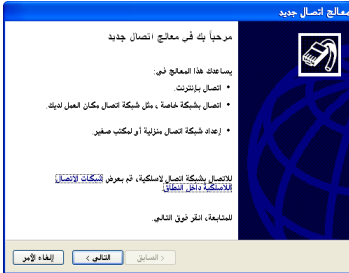 معالج اتصال جديد
مرحباً بك في معالج اتصال جديد
يساعدك هذا المعالج في:
• اتصال بإنترنت.
• اتصال بشبكة خاصة ، مثل شبكة اتصال مكان العمل لديك.
• إعداد شبكة اتصال منزلية أو لمكتب صغير.
للاتصال بشبكة اتصال لاسلكية، قم بعرض شبكات الاتصال
اللاسلكية داخل النطاق.
للمتابعة، انقر فوق التالي.
< السابق
التالي >
إلغاء الأمر